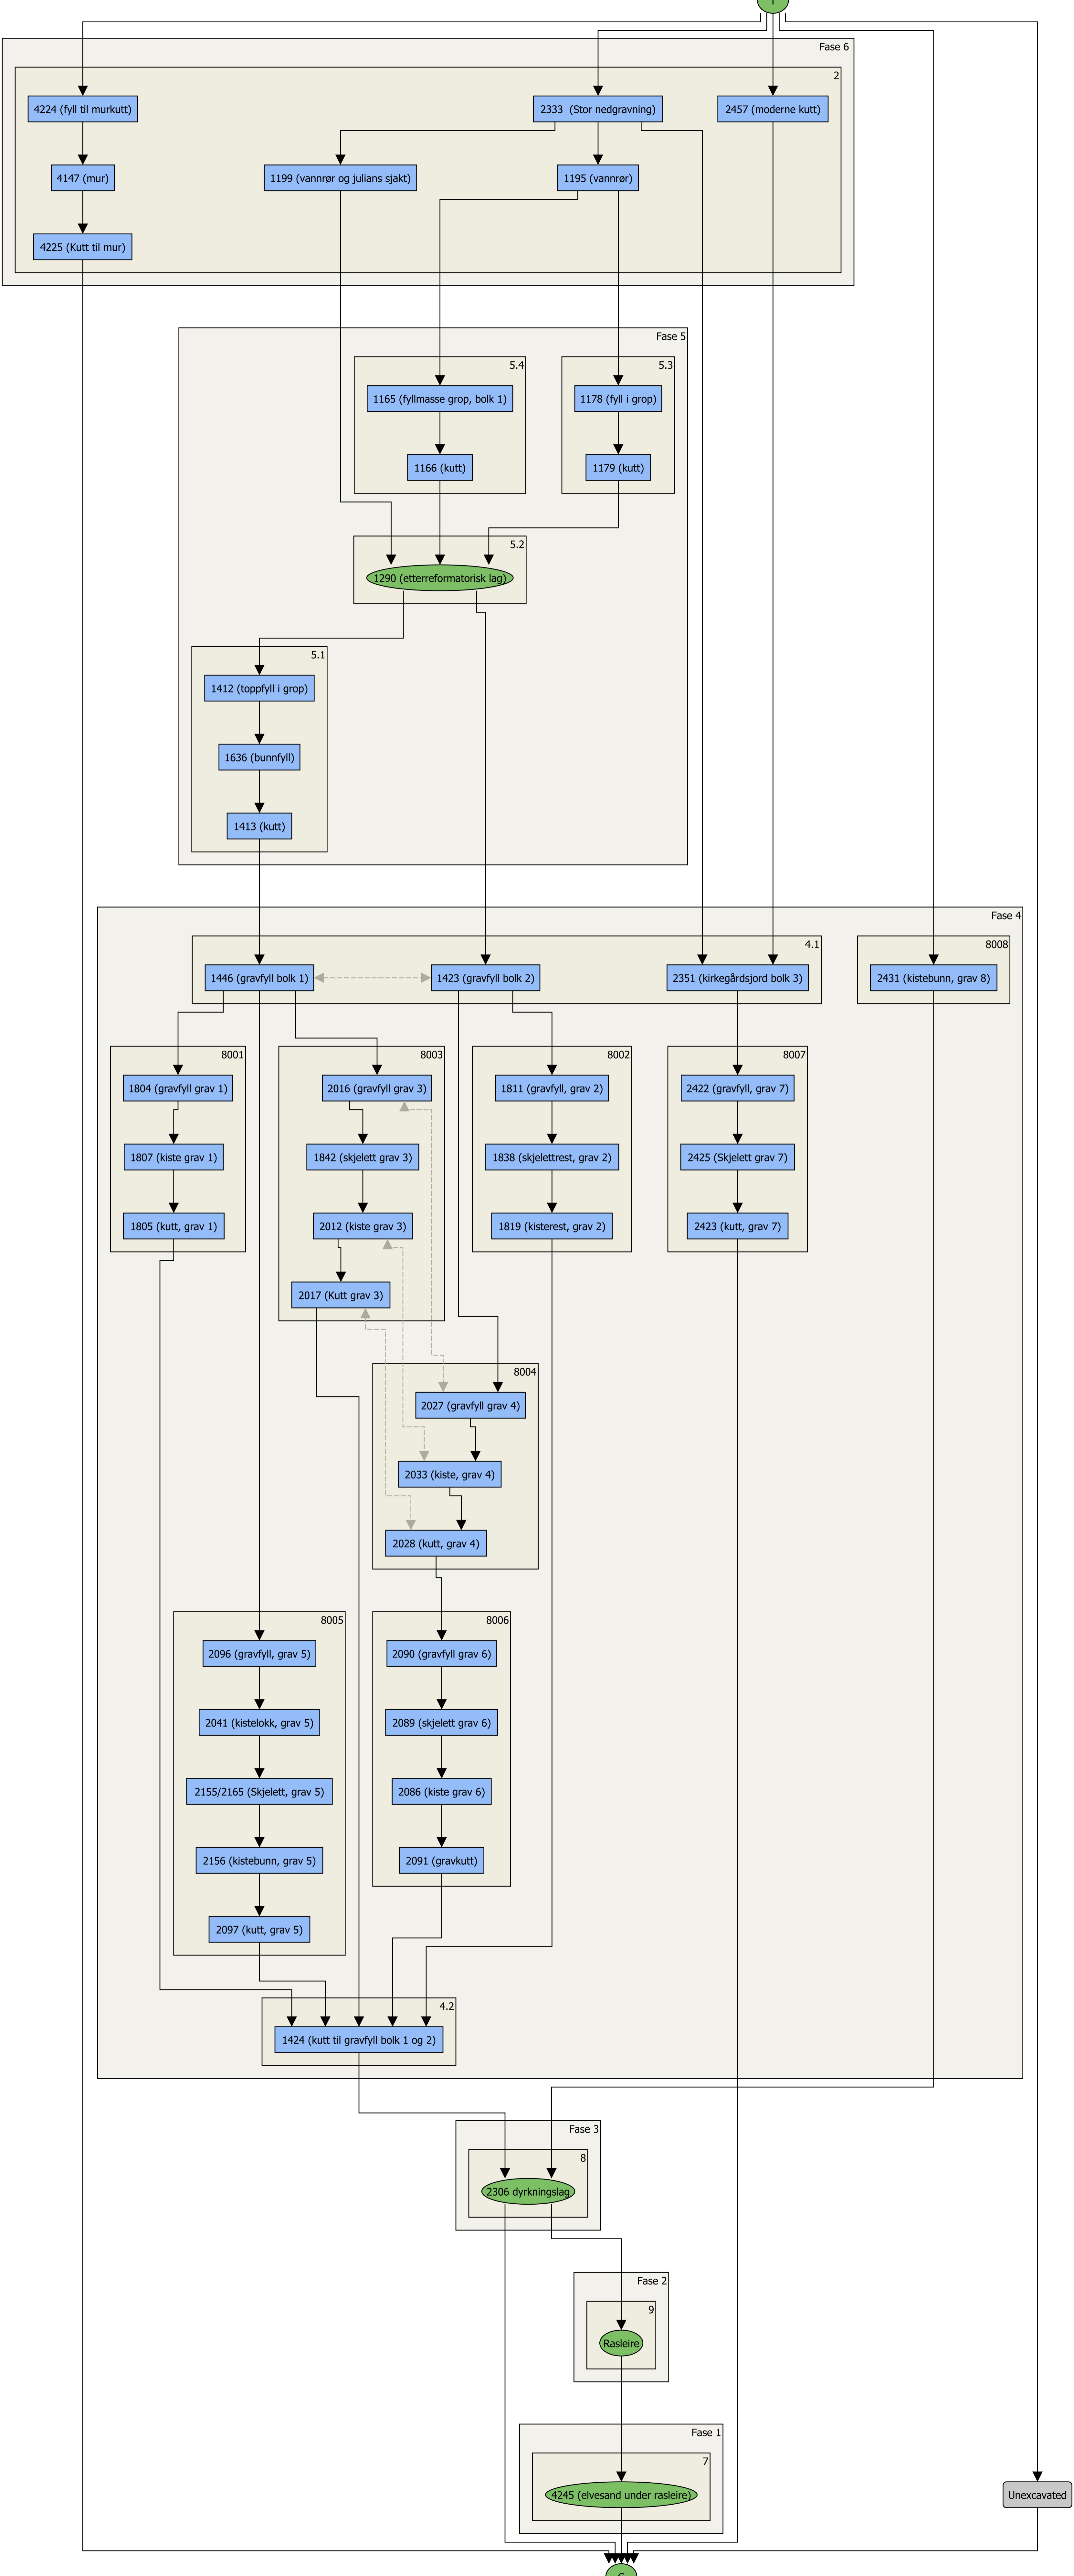 T
Fase 6
2
4224 (fyll til murkutt)
2333 (Stor nedgravning)
2457 (moderne kutt)
4147 (mur)
1199 (vannrør og julians sjakt)
1195 (vannrør)
4225 (Kutt til mur)
Fase 5
5.4
5.3
1165 (fyllmasse grop, bolk 1)
1178 (fyll i grop)
1166 (kutt)
1179 (kutt)
5.2
1290 (etterreformatorisk lag)
5.1
1412 (toppfyll i grop)
1636 (bunnfyll)
1413 (kutt)
Fase 4
4.1
8008
1446 (gravfyll bolk 1)
1423 (gravfyll bolk 2)
2351 (kirkegårdsjord bolk 3)
2431 (kistebunn, grav 8)
8001
8003
8002
8007
1804 (gravfyll grav 1)
2016 (gravfyll grav 3)
1811 (gravfyll, grav 2)
2422 (gravfyll, grav 7)
1807 (kiste grav 1)
1842 (skjelett grav 3)
1838 (skjelettrest, grav 2)
2425 (Skjelett grav 7)
1805 (kutt, grav 1)
2012 (kiste grav 3)
1819 (kisterest, grav 2)
2423 (kutt, grav 7)
2017 (Kutt grav 3)
8004
2027 (gravfyll grav 4)
2033 (kiste, grav 4)
2028 (kutt, grav 4)
8005
8006
2096 (gravfyll, grav 5)
2090 (gravfyll grav 6)
2041 (kistelokk, grav 5)
2089 (skjelett grav 6)
2155/2165 (Skjelett, grav 5)
2086 (kiste grav 6)
2156 (kistebunn, grav 5)
2091 (gravkutt)
2097 (kutt, grav 5)
4.2
1424 (kutt til gravfyll bolk 1 og 2)
Fase 3
8
2306 dyrkningslag
Fase 2
9
Rasleire
Fase 1
7
4245 (elvesand under rasleire)
Unexcavated